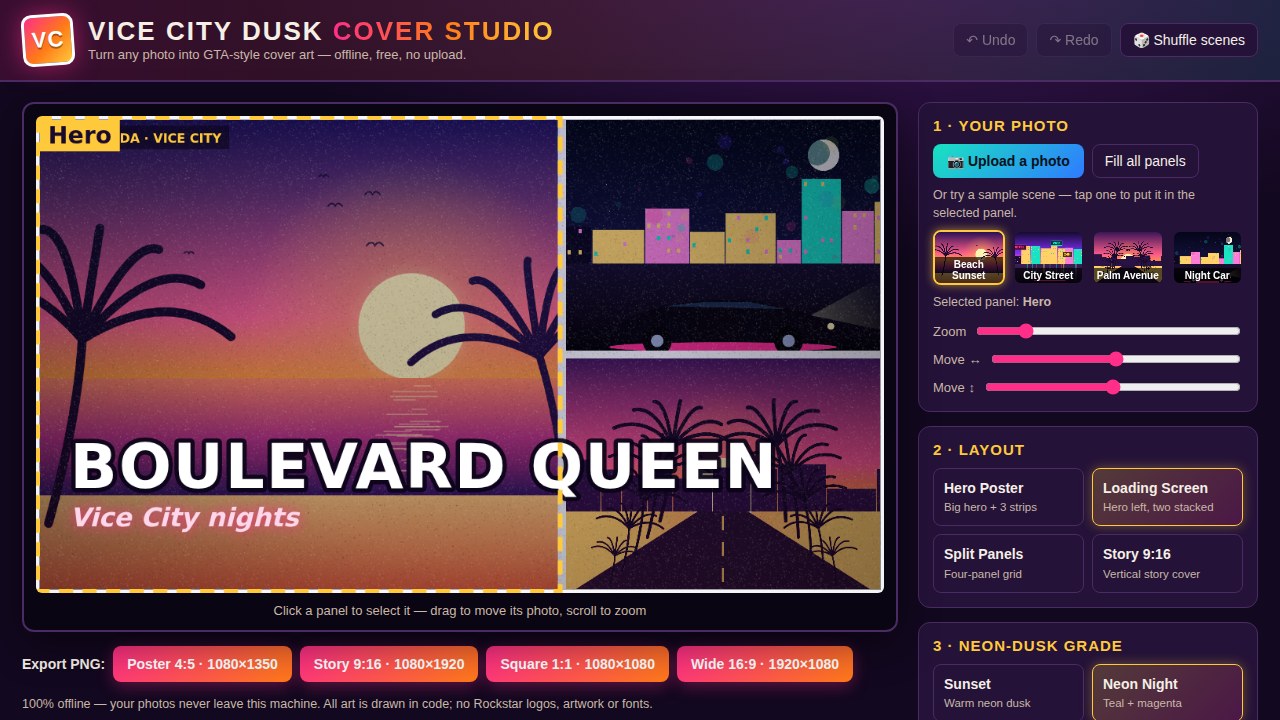 VC
VICE CITY DUSK COVER STUDIO
Turn any photo into GTA-style cover art — offline, free, no upload.
↶ Undo
↷ Redo
🎲 Shuffle scenes
Hero
DA · VICE CITY
BOULEVARD QUEEN
Vice City nights
Click a panel to select it — drag to move its photo, scroll to zoom
Export PNG:
Poster 4:5 · 1080×1350
Story 9:16 · 1080×1920
Square 1:1 · 1080×1080
Wide 16:9 · 1920×1080
100% offline — your photos never leave this machine. All art is drawn in code; no Rockstar logos, artwork or fonts.
1 · YOUR PHOTO
📷 Upload a photo
Fill all panels
Or try a sample scene — tap one to put it in the
selected panel.
Beach
Sunset
City Street
Palm Avenue
Night Car
Selected panel: Hero
Zoom
Move ↔
Move ↕
2 · LAYOUT
Hero Poster
Big hero + 3 strips
Loading Screen
Hero left, two stacked
Split Panels
Four-panel grid
Story 9:16
Vertical story cover
3 · NEON-DUSK GRADE
Sunset
Warm neon dusk
Neon Night
Teal + magenta